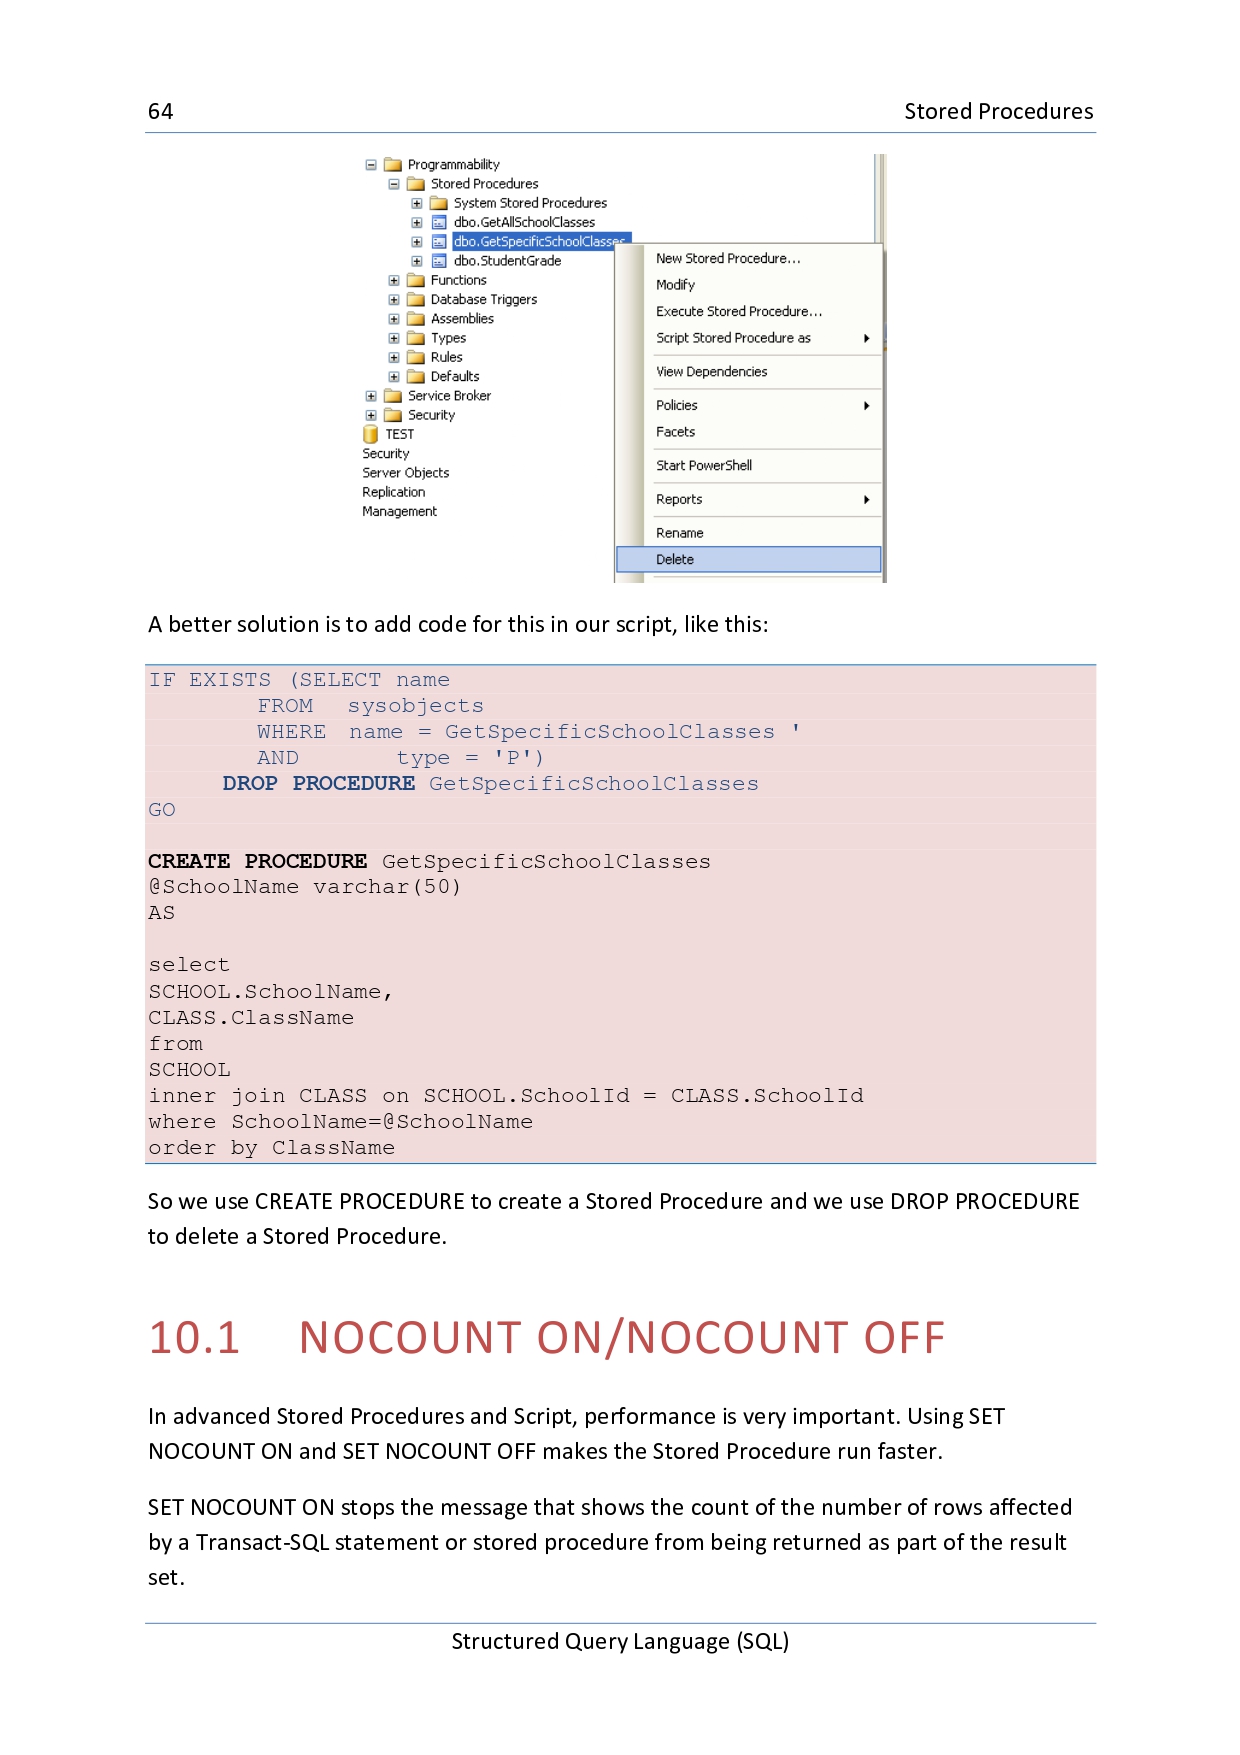 64 Stored Procedures
Programmability
Stored Procedures
System Stored Procedures
dbo.GetAllSchoolClasses
dbo.GetSpecificSchoolClasses
dbo.StudentGrade
Functions
Database Triggers
Assemblies
Types
Rules
Defaults
Service Broker
Security
TEST
Security
Server Objects
Replication
Management
New Stored Procedure...
Modify
Execute Stored Procedure...
Script Stored Procedure as
View Dependencies
Policies
Facets
Start PowerShell
Reports
Rename
Delete
A better solution is to add code for this in our script, like this:
IF EXISTS (SELECT name
FROM sysobjects
WHERE name = GetSpecificSchoolClasses '
AND type = 'P')
DROP PROCEDURE GetSpecificSchoolClasses
GO
CREATE PROCEDURE GetSpecificSchoolClasses
@SchoolName varchar(50)
AS
select
SCHOOL.SchoolName,
CLASS.ClassName
from
SCHOOL
inner join CLASS on SCHOOL.SchoolId = CLASS.SchoolId
where SchoolName=@SchoolName
order by ClassName
So we use CREATE PROCEDURE to create a Stored Procedure and we use DROP PROCEDURE
to delete a Stored Procedure.
10.1 NOCOUNT ON/NOCOUNT OFF
In advanced Stored Procedures and Script, performance is very important. Using SET
NOCOUNT ON and SET NOCOUNT OFF makes the Stored Procedure run faster.
SET NOCOUNT ON stops the message that shows the count of the number of rows affected
by a Transact-SQL statement or stored procedure from being returned as part of the result
set.
Structured Query Language (SQL)